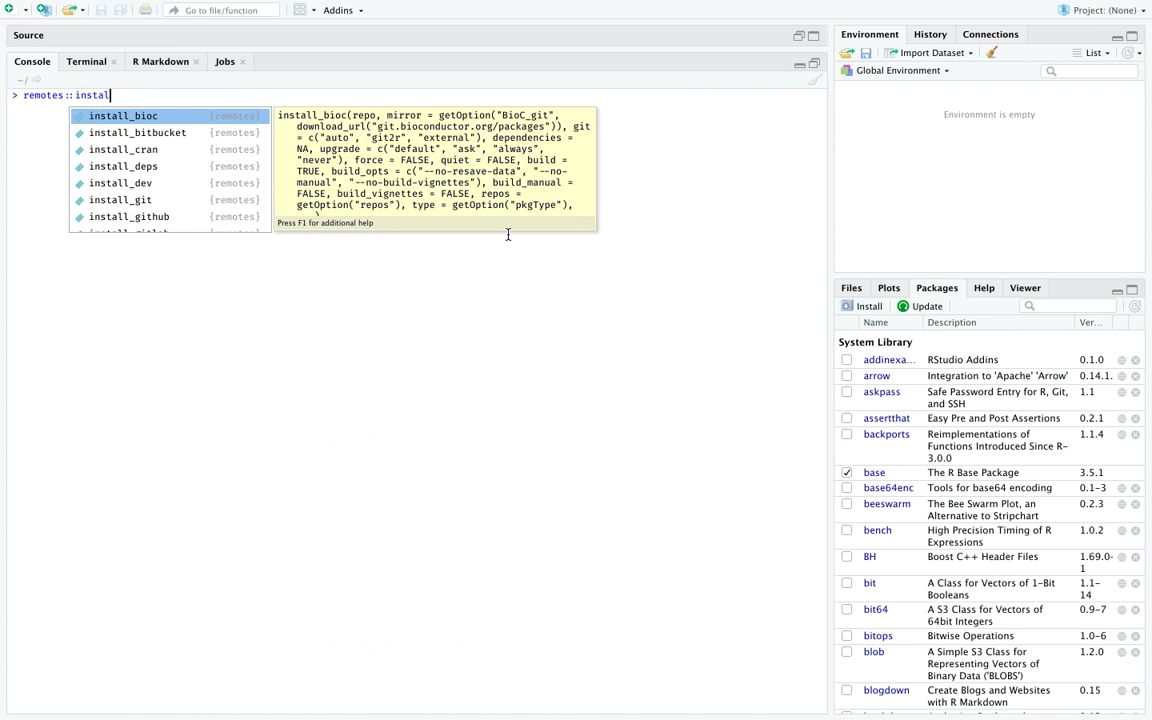 Go to file/function
Addins
Project: (None)
Source
Console
Terminal
R Markdown
Jobs
~/
> remotes::instal
install_bioc {remotes}
install_bitbucket {remotes}
install_cran {remotes}
install_deps {remotes}
install_dev {remotes}
install_git {remotes}
install_github {remotes}
install_bioc(repo, mirror = getOption("BioC_git",
download_url("git.bioconductor.org/packages")), git
= c("auto", "git2r", "external"), dependencies =
NA, upgrade = c("default", "ask", "always",
"never"), force = FALSE, quiet = FALSE, build =
TRUE, build_opts = c("--no-resave-data", "--no-
manual", "--no-build-vignettes"), build_manual =
FALSE, build_vignettes = FALSE, repos =
getOption("repos"), type = getOption("pkgType"),
Press F1 for additional help
Environment
History
Connections
Import Dataset
List
Global Environment
Environment is empty
Files
Plots
Packages
Help
Viewer
Install
Update
Name Description Ver...
System Library
addinexa... RStudio Addins 0.1.0
arrow Integration to 'Apache' 'Arrow' 0.14.1.
askpass Safe Password Entry for R, Git, 1.1
and SSH
assertthat Easy Pre and Post Assertions 0.2.1
backports Reimplementations of 1.1.4
Functions Introduced Since R-
3.0.0
base The R Base Package 3.5.1
base64enc Tools for base64 encoding 0.1-3
beeswarm The Bee Swarm Plot, an 0.2.3
Alternative to Stripchart
bench High Precision Timing of R 1.0.2
Expressions
BH Boost C++ Header Files 1.69.0-
1
bit A Class for Vectors of 1-Bit 1.1-
Booleans 14
bit64 A S3 Class for Vectors of 0.9-7
64bit Integers
bitops Bitwise Operations 1.0-6
blob A Simple S3 Class for 1.2.0
Representing Vectors of
Binary Data ('BLOBS')
blogdown Create Blogs and Websites 0.15
with R Markdown